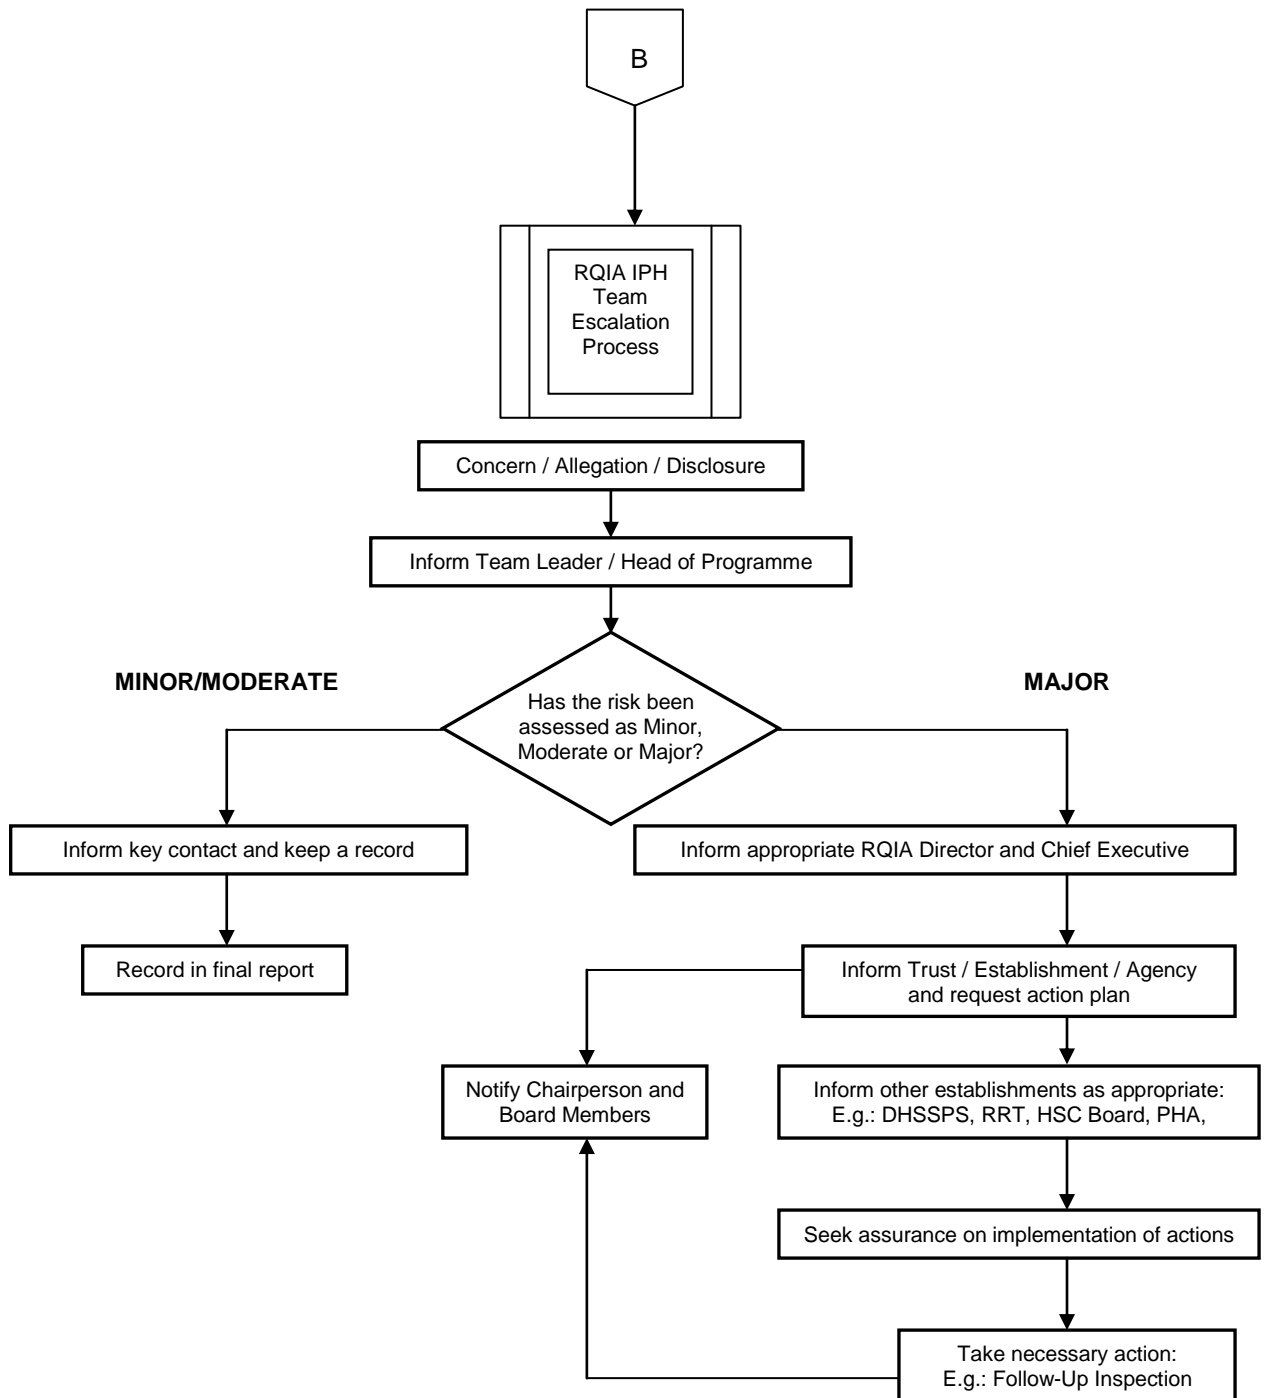 B
RQIA IPH
Team
Escalation
Process
Concern / Allegation / Disclosure
Inform Team Leader / Head of Programme
MINOR/MODERATE
MAJOR
Has the risk been
assessed as Minor,
Moderate or Major?
Inform key contact and keep a record
Inform appropriate RQIA Director and Chief Executive
Record in final report
Inform Trust / Establishment / Agency
and request action plan
Notify Chairperson and
Board Members
Inform other establishments as appropriate:
E.g.: DHSSPS, RRT, HSC Board, PHA,
Seek assurance on implementation of actions
Take necessary action:
E.g.: Follow-Up Inspection